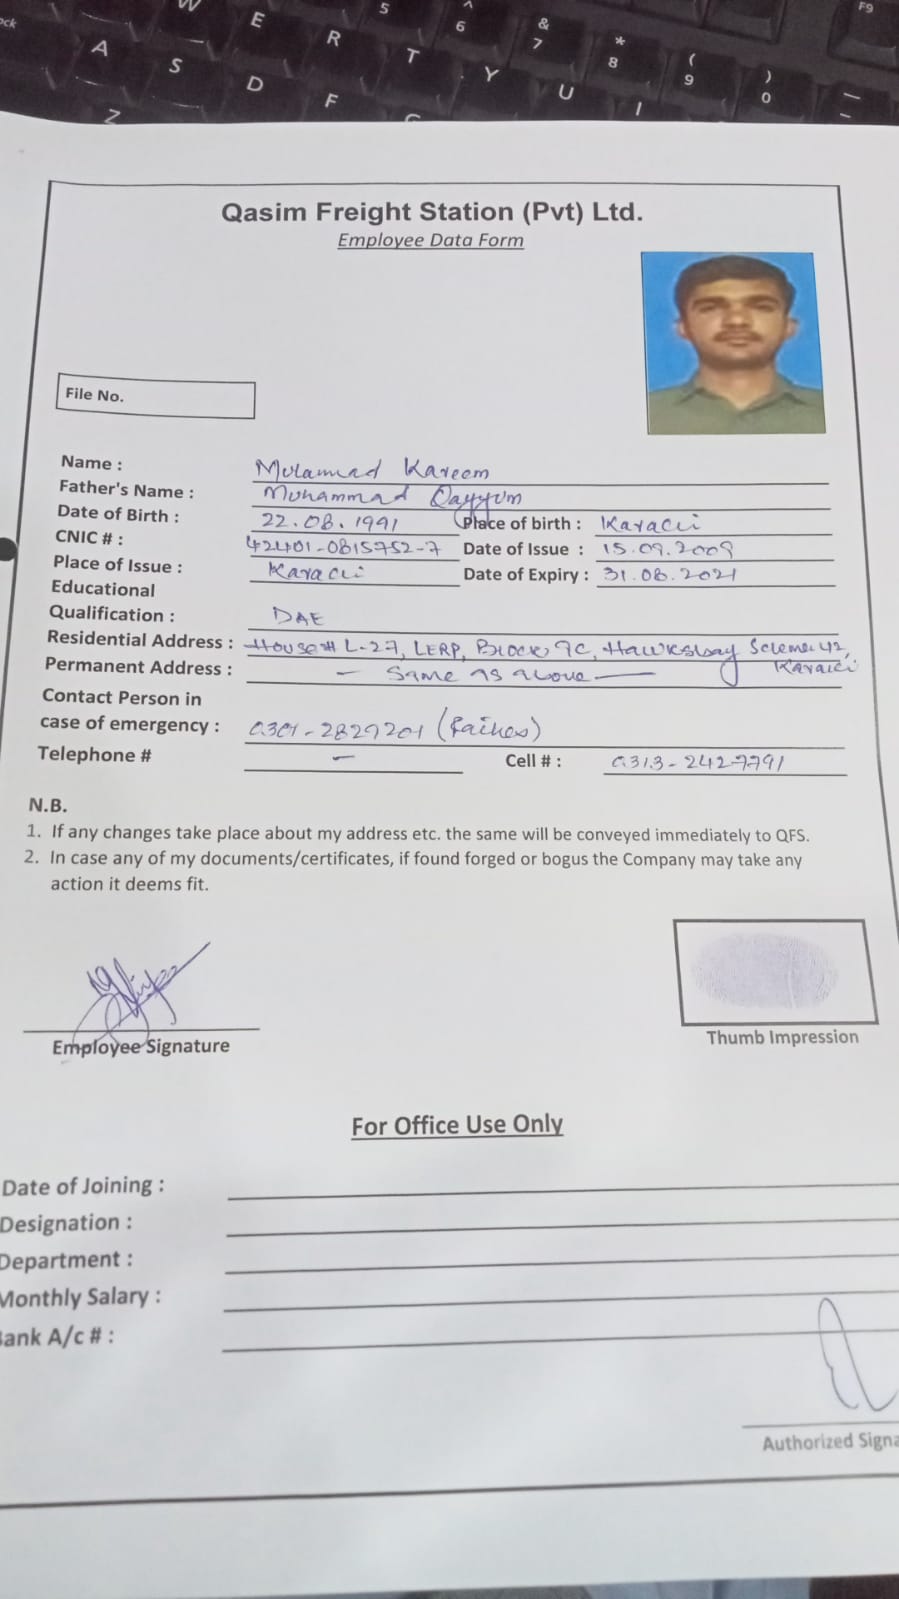 5 ^ 6 & 7 * 8 ( 9 ) 0 F9
W E R T Y U I
A S D F
Z
Qasim Freight Station (Pvt) Ltd.
Employee Data Form
File No.
Name : Muhammad Kareem
Father's Name : Muhammad Qayyum
Date of Birth : 22.08.1991 Place of birth : Karachi
CNIC # : 42401-0815752-7 Date of Issue : 15.09.2009
Place of Issue : Karachi Date of Expiry : 31.08.2021
Educational
Qualification : DAE
Residential Address : House# L-27, LERP, Block 7C, Hawksbay Scheme 42,
Karachi
Permanent Address : — Same as above —
Contact Person in
case of emergency : 0301-2829201
Telephone # — Cell # : 0313-2427791
N.B.
1. If any changes take place about my address etc. the same will be conveyed immediately to QFS.
2. In case any of my documents/certificates, if found forged or bogus the Company may take any
action it deems fit.
Employee Signature
Thumb Impression
For Office Use Only
Date of Joining :
Designation :
Department :
Monthly Salary :
Bank A/c # :
Authorized Signa